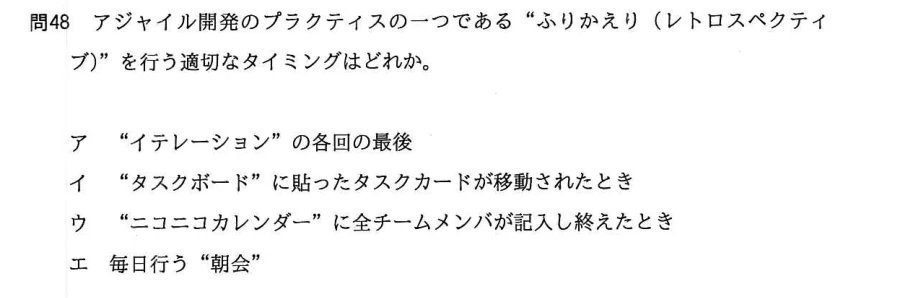 問48 アジャイル開発のプラクティスの一つである“ふりかえり（レトロスペクティ
ブ)”を行う適切なタイミングはどれか。
ア “イテレーション”の各回の最後
イ “タスクボード”に貼ったタスクカードが移動されたとき
ウ “ニコニコカレンダー”に全チームメンバが記入し終えたとき
エ 毎日行う“朝会”